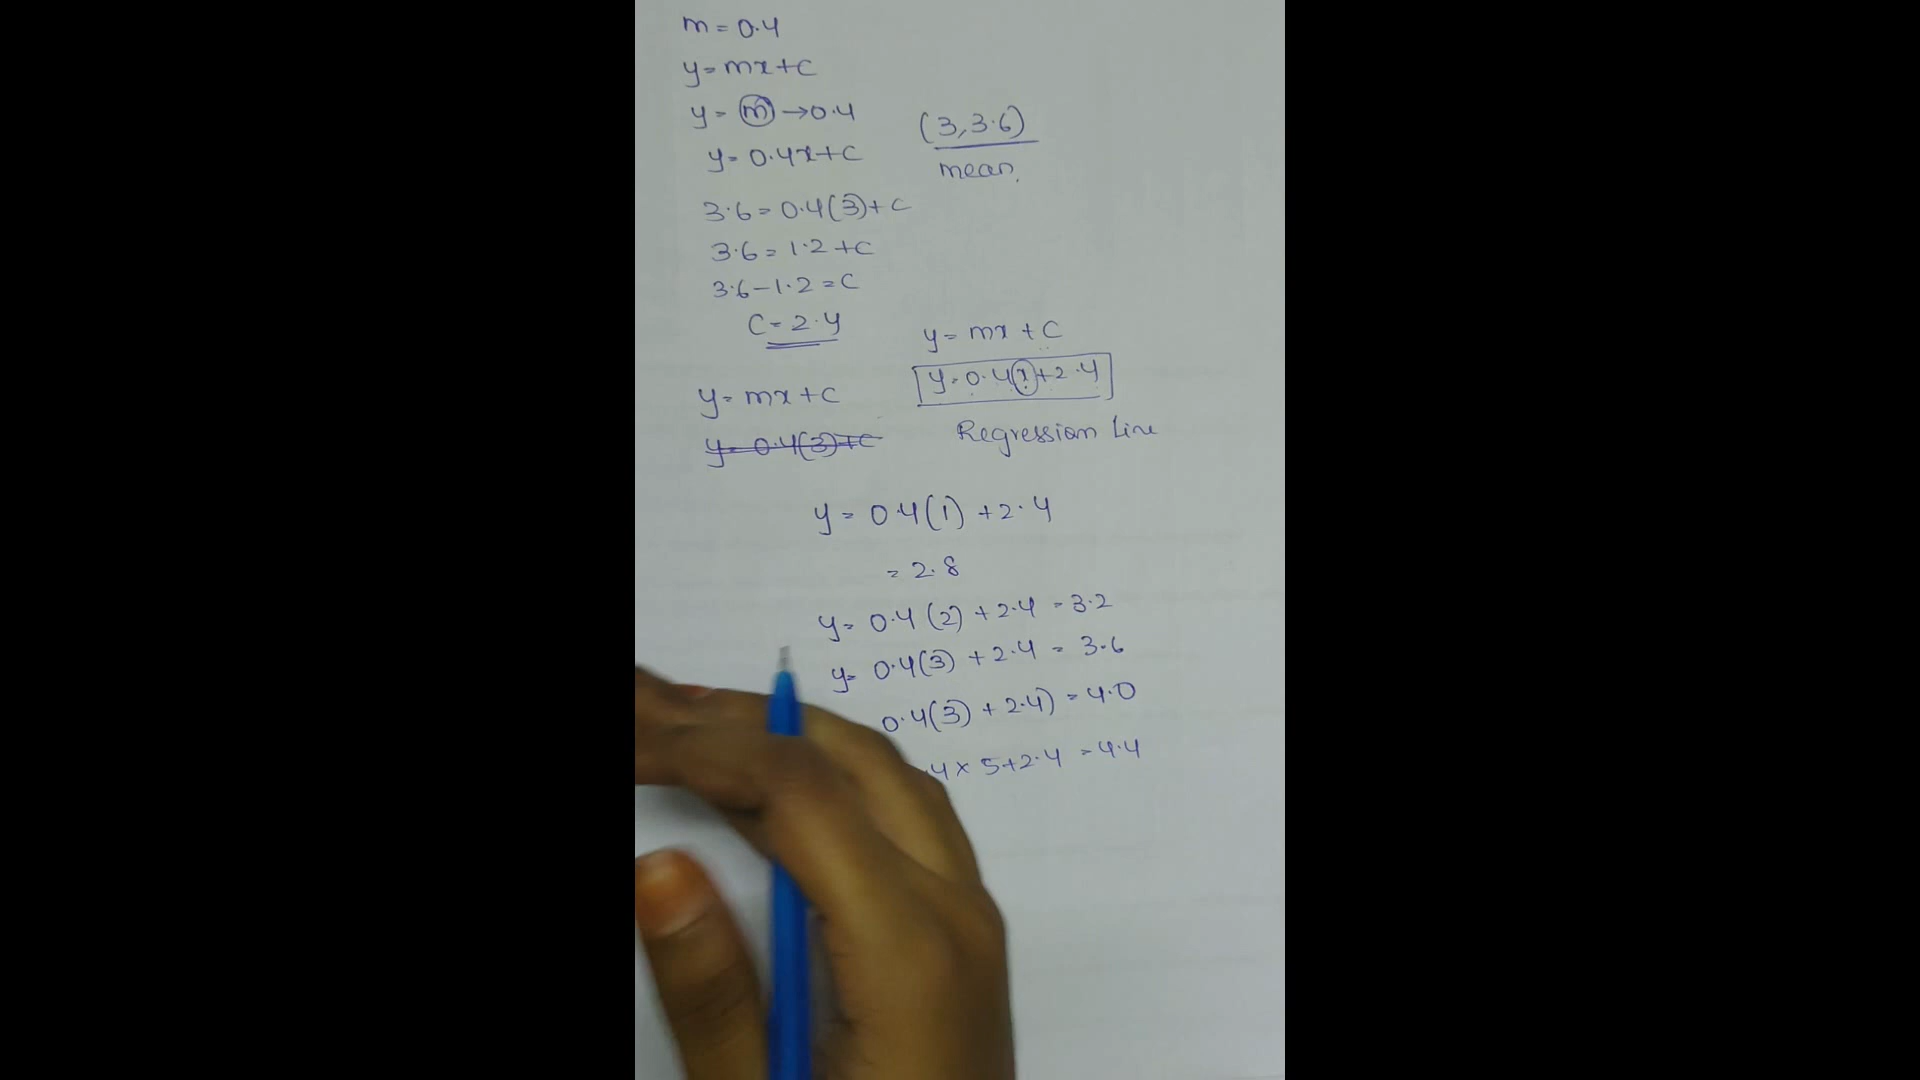 m = 0.4
y = mx + c
y = m → 0.4
y = 0.4x + c
(3, 3.6)
mean.
3.6 = 0.4(3) + c
3.6 = 1.2 + c
3.6 - 1.2 = c
c = 2.4
y = mx + c
y = 0.4x + 2.4
Regression Line
y = mx + c
y = 0.4(3) + c
y = 0.4(1) + 2.4
= 2.8
y = 0.4(2) + 2.4 = 3.2
y = 0.4(3) + 2.4 = 3.6
0.4(3) + 2.4) = 4.0
.4 × 5 + 2.4 = 4.4